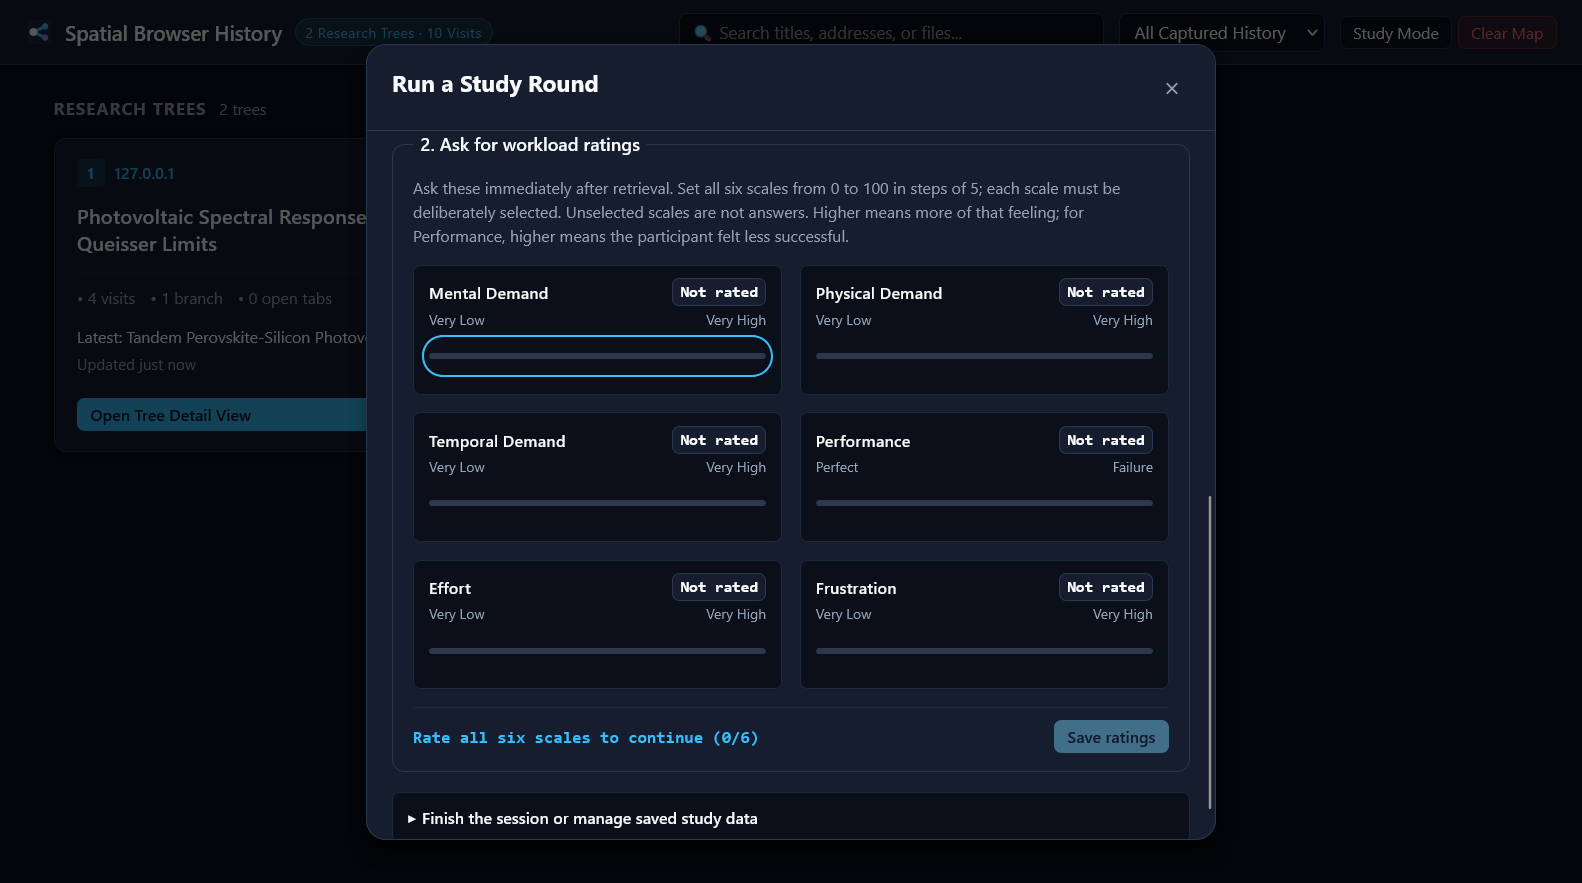 Spatial Browser History
2 Research Trees · 10 Visits
Search titles, addresses, or files...
All Captured History
Study Mode
Clear Map
RESEARCH TREES 2 trees
1 127.0.0.1
Photovoltaic Spectral Response
Queisser Limits
• 4 visits • 1 branch • 0 open tabs
Latest: Tandem Perovskite-Silicon
Updated just now
Open Tree Detail View
Run a Study Round
×
2. Ask for workload ratings
Ask these immediately after retrieval. Set all six scales from 0 to 100 in steps of 5; each scale must be
deliberately selected. Unselected scales are not answers. Higher means more of that feeling; for
Performance, higher means the participant felt less successful.
Mental Demand Not rated
Very Low Very High
Physical Demand Not rated
Very Low Very High
Temporal Demand Not rated
Very Low Very High
Performance Not rated
Perfect Failure
Effort Not rated
Very Low Very High
Frustration Not rated
Very Low Very High
Rate all six scales to continue (0/6)
Save ratings
▸ Finish the session or manage saved study data